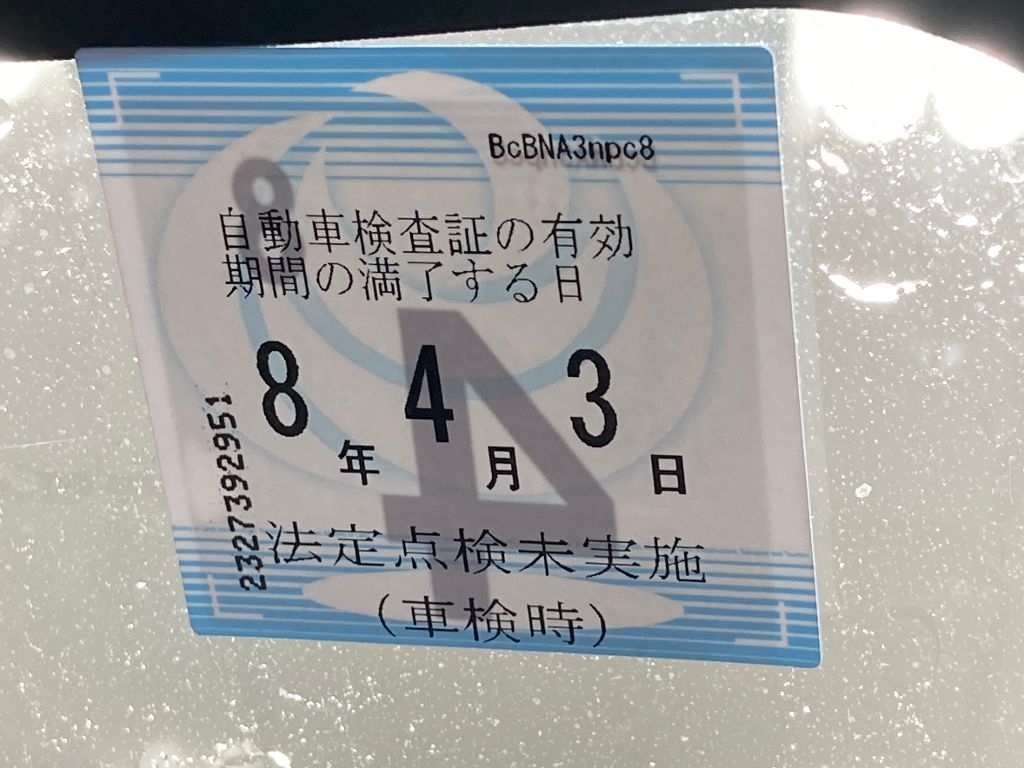 BcBNA3npc8
自動車検査証の有効
期間の満了する日
8年4月3日
2327392951
法定点検未実施
(車検時)